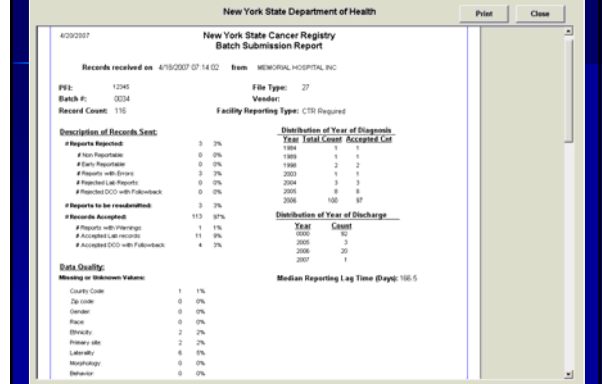 New York State Department of Health
Print
Close
4/20/2007
New York State Cancer Registry
Batch Submission Report
Records received on 4/18/2007 07:14:02 from MEMORIAL HOSPITAL INC
PFI: 12345 File Type: 27
Batch #: 0034 Vendor:
Record Count: 116 Facility Reporting Type: CTR Required
Description of Records Sent:
# Reports Rejected: 3 3%
# Non Reportable: 0 0%
# Early Reportable: 0 0%
# Reports with Errors: 3 3%
# Rejected Lab Reports: 0 0%
# Rejected DCO with Followback: 0 0%
# Reports to be resubmitted: 3 3%
# Records Accepted: 113 97%
# Reports with Warnings: 1 1%
# Accepted Lab records: 11 9%
# Accepted DCO with Followback: 4 3%
Distribution of Year of Diagnosis
Year Total Count Accepted Cnt
1984 1 1
1989 1 1
1998 2 2
2003 1 1
2004 3 3
2005 8 8
2006 100 97
Distribution of Year of Discharge
Year Count
0000 92
2005 3
2006 20
2007 1
Data Quality:
Missing or Unknown Values:
County Code: 1 1%
Zip code: 0 0%
Gender: 0 0%
Race: 0 0%
Ethnicity: 2 2%
Primary site: 2 2%
Laterality: 6 5%
Morphology: 0 0%
Behavior: 0 0%
Median Reporting Lag Time (Days): 166.5